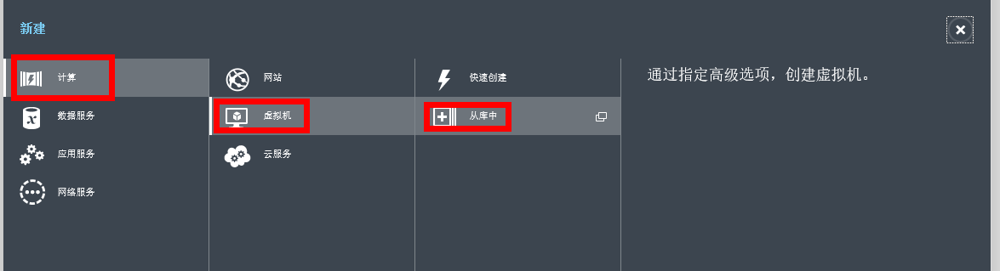 新建
计算
数据服务
应用服务
网络服务
网站
虚拟机
云服务
快速创建
从库中
通过指定高级选项，创建虚拟机。